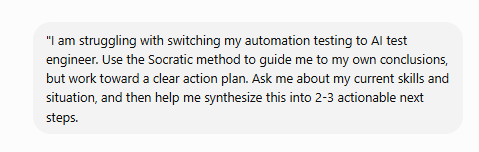 "I am struggling with switching my automation testing to AI test
engineer. Use the Socratic method to guide me to my own conclusions,
but work toward a clear action plan. Ask me about my current skills and
situation, and then help me synthesize this into 2-3 actionable next
steps.